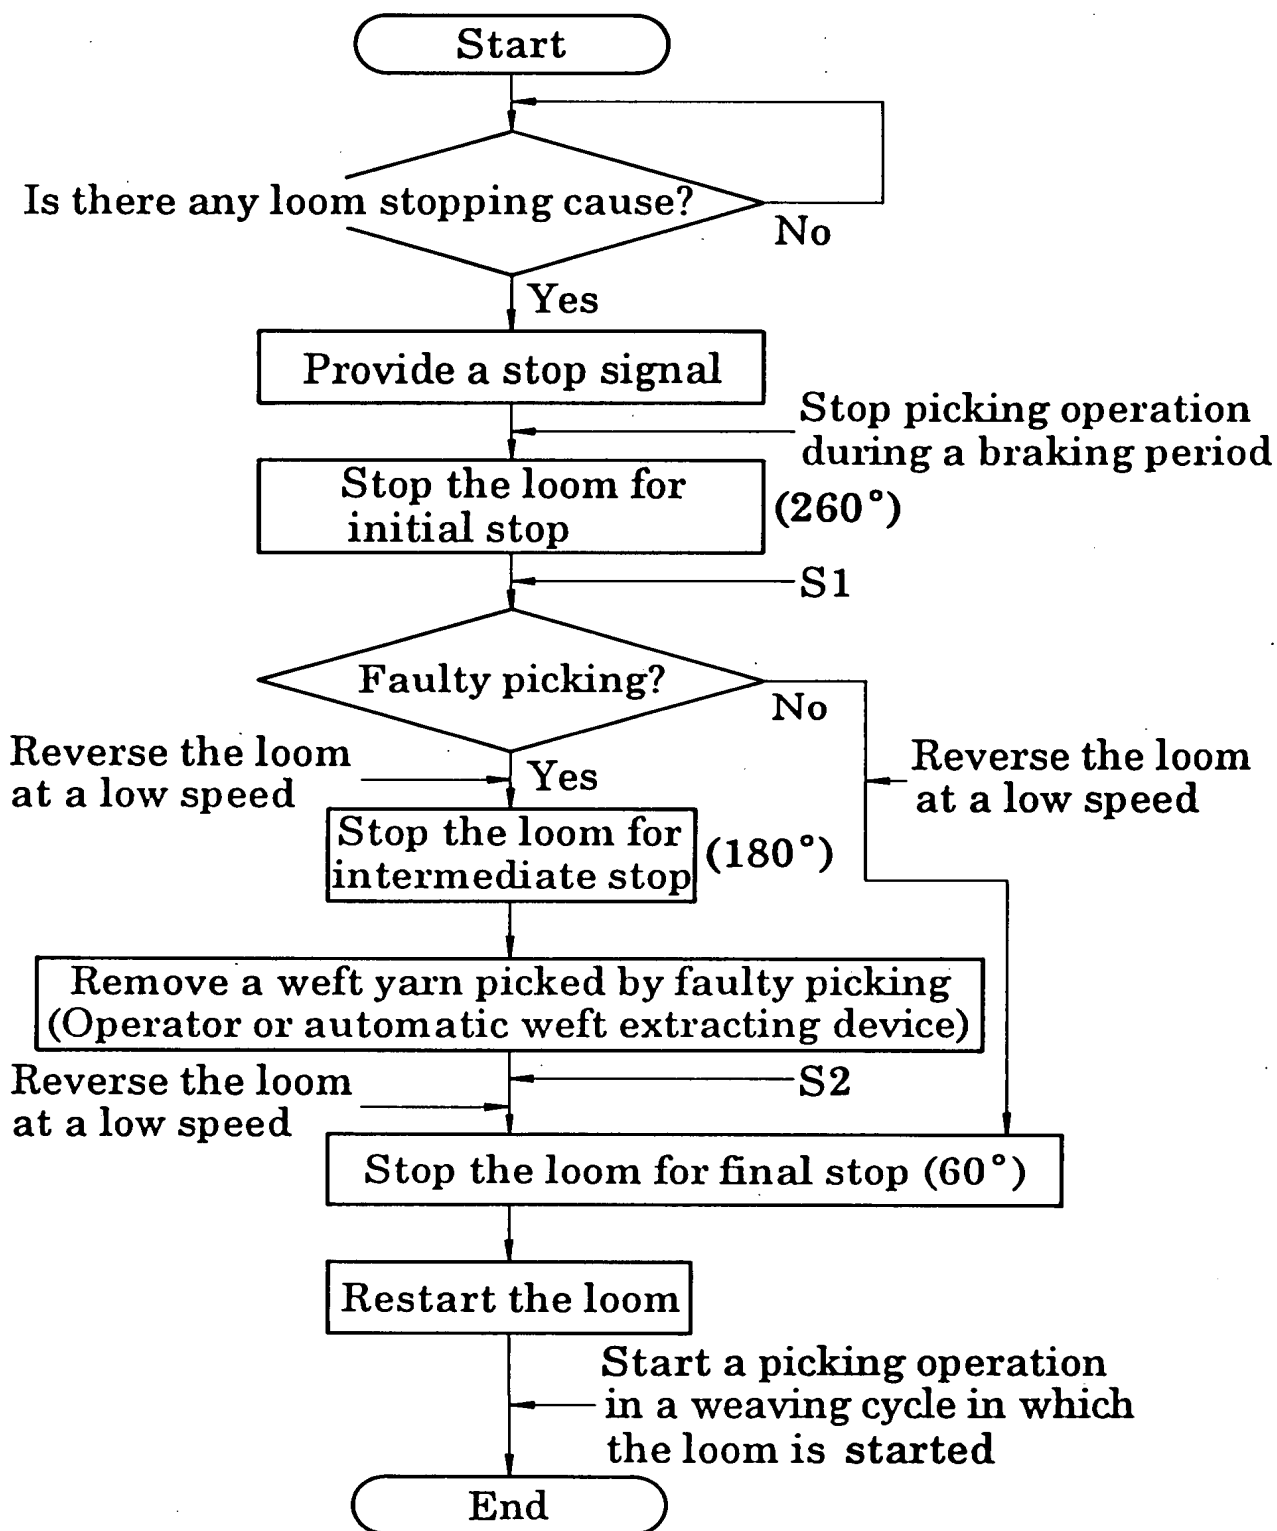 Start
Is there any loom stopping cause?
No
Yes
Provide a stop signal
Stop picking operation
during a braking period
Stop the loom for
initial stop
(260°)
S1
Faulty picking?
No
Reverse the loom
at a low speed
Yes
Reverse the loom
at a low speed
Stop the loom for
intermediate stop
(180°)
Remove a weft yarn picked by faulty picking
(Operator or automatic weft extracting device)
Reverse the loom
at a low speed
S2
Stop the loom for final stop (60°)
Restart the loom
Start a picking operation
in a weaving cycle in which
the loom is started
End